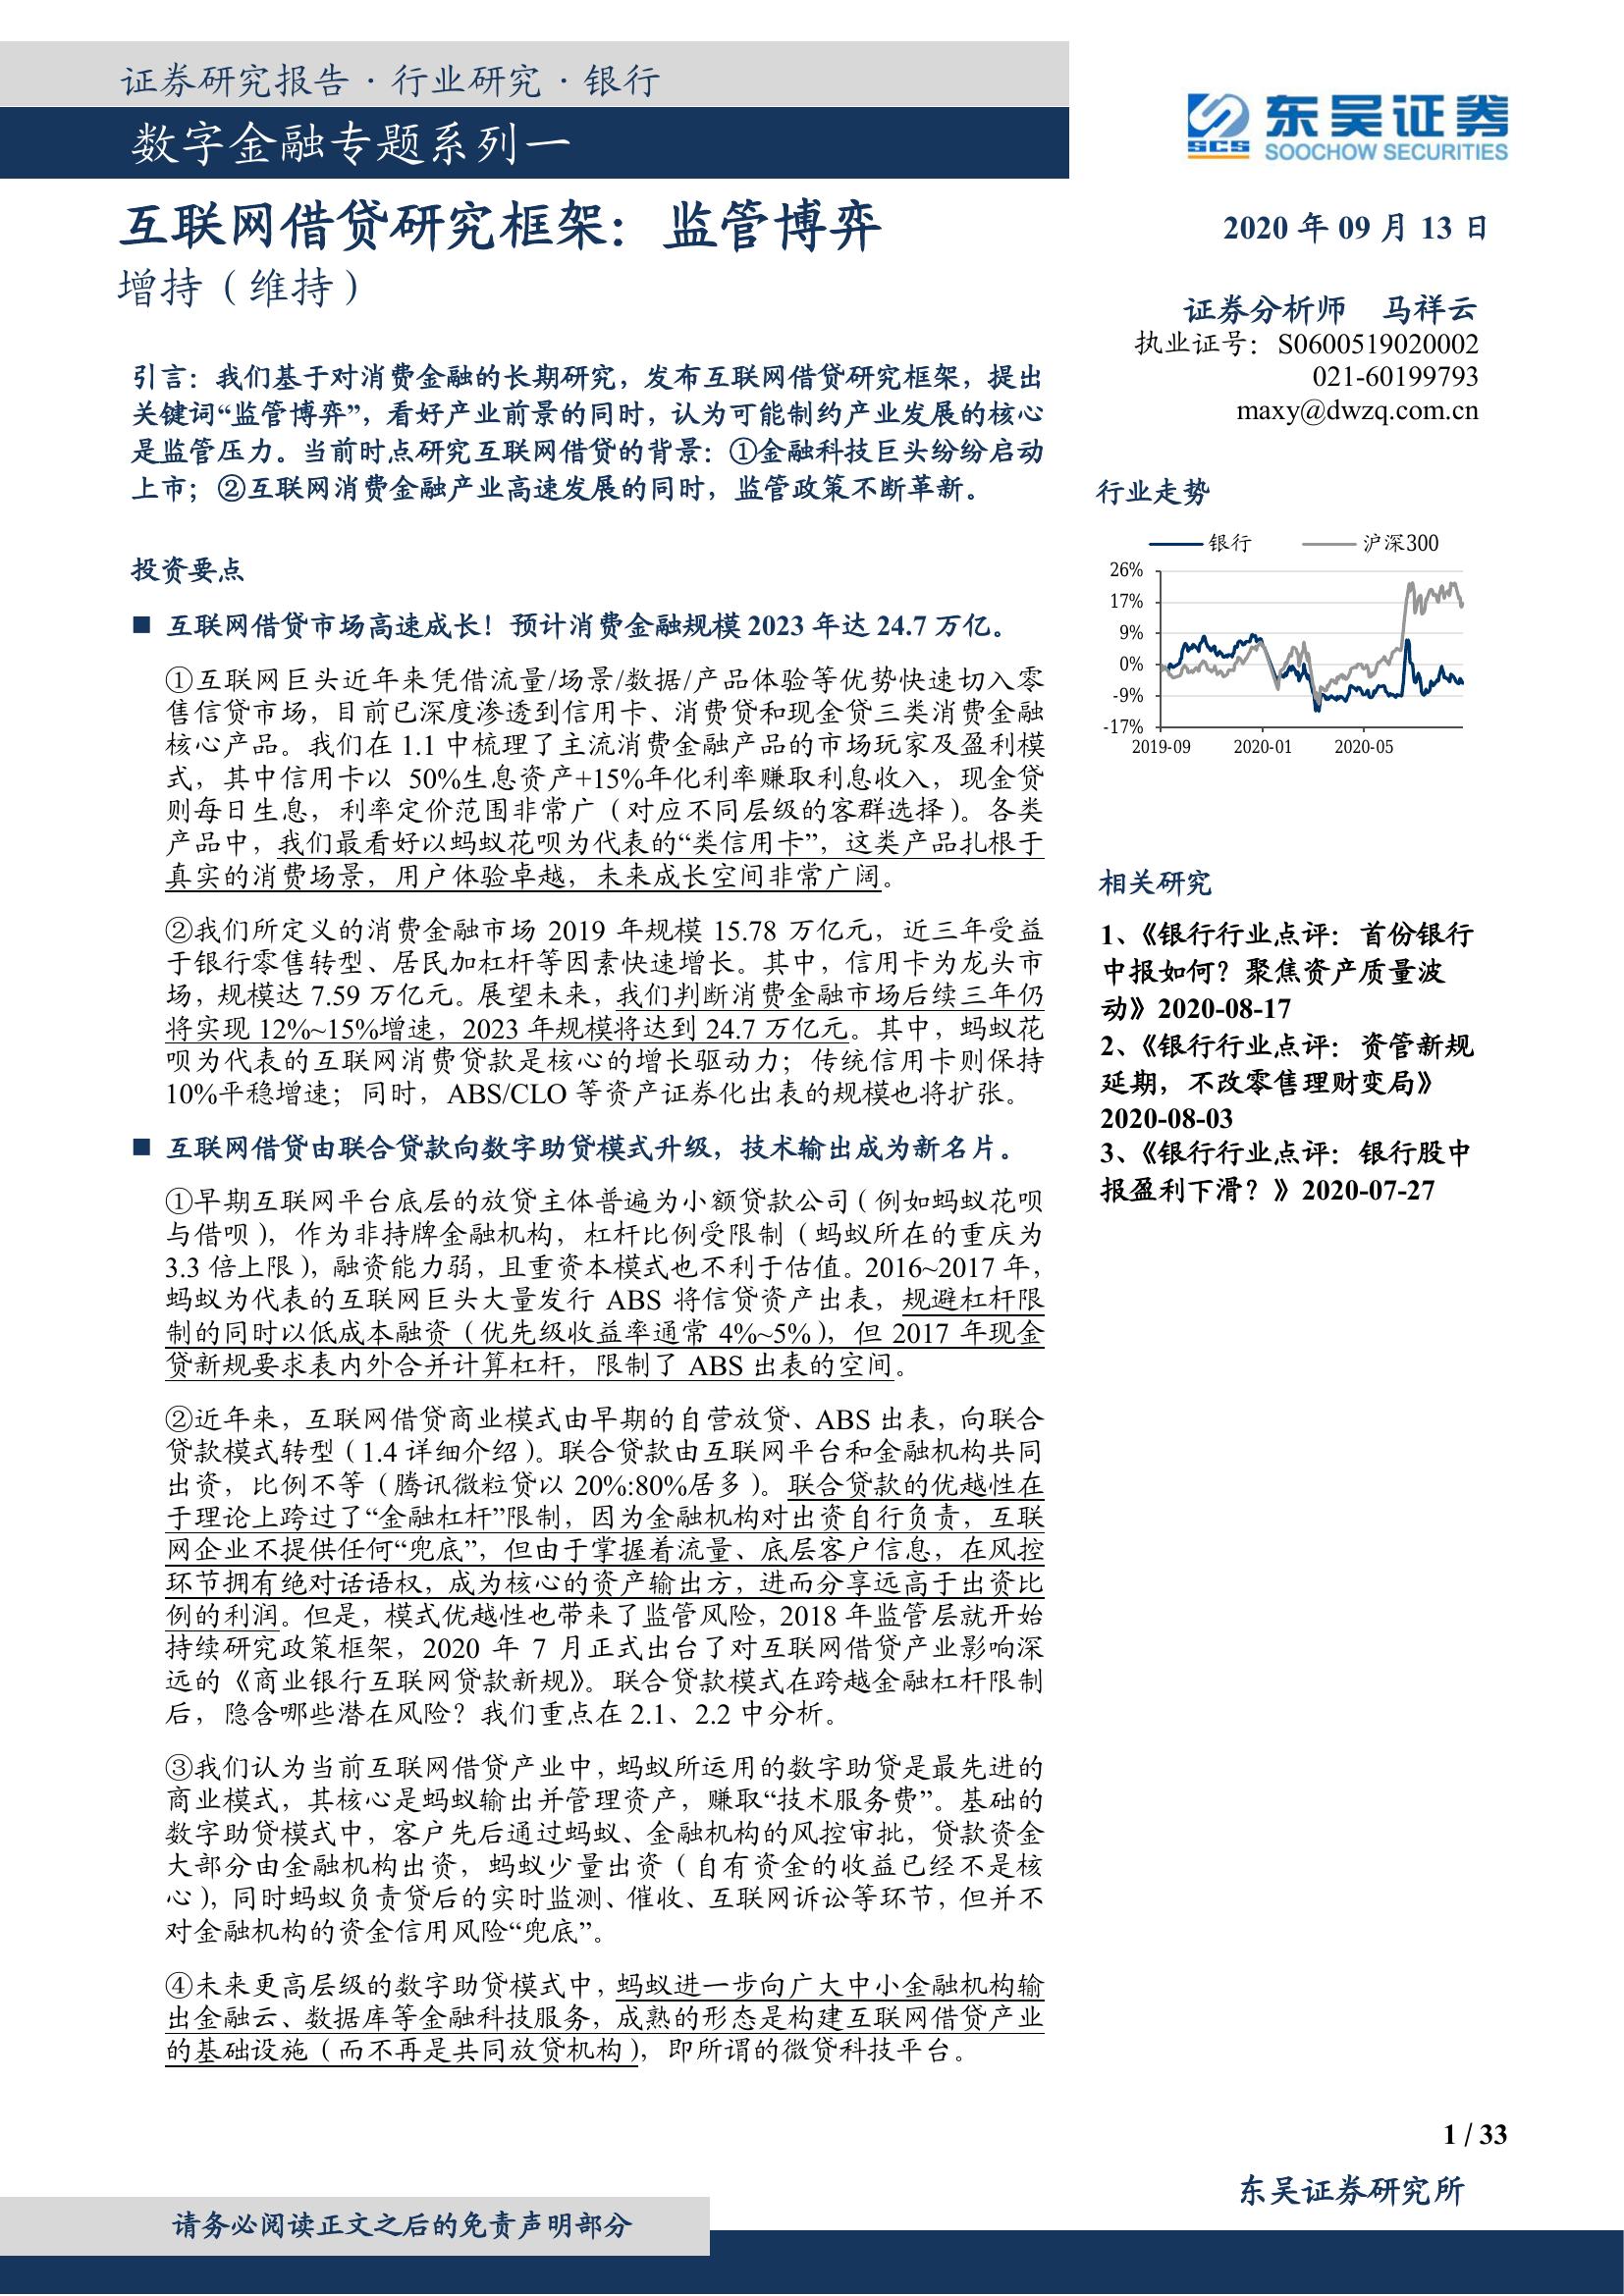 证券研究报告·行业研究·银行
数字金融专题系列一
SCS 东吴证券
SOOCHOW SECURITIES
互联网借贷研究框架：监管博弈
增持（维持）
2020 年 09 月 13 日
证券分析师 马祥云
执业证号：S0600519020002
021-60199793
maxy@dwzq.com.cn
引言：我们基于对消费金融的长期研究，发布互联网借贷研究框架，提出
关键词“监管博弈”，看好产业前景的同时，认为可能制约产业发展的核心
是监管压力。当前时点研究互联网借贷的背景：①金融科技巨头纷纷启动
上市；②互联网消费金融产业高速发展的同时，监管政策不断革新。
投资要点
■ 互联网借贷市场高速成长！预计消费金融规模 2023 年达 24.7 万亿。
①互联网巨头近年来凭借流量/场景/数据/产品体验等优势快速切入零
售信贷市场，目前已深度渗透到信用卡、消费贷和现金贷三类消费金融
核心产品。我们在 1.1 中梳理了主流消费金融产品的市场玩家及盈利模
式，其中信用卡以 50%生息资产+15%年化利率赚取利息收入，现金贷
则每日生息，利率定价范围非常广（对应不同层级的客群选择）。各类
产品中，我们最看好以蚂蚁花呗为代表的“类信用卡”，这类产品扎根于
真实的消费场景，用户体验卓越，未来成长空间非常广阔。
②我们所定义的消费金融市场 2019 年规模 15.78 万亿元，近三年受益
于银行零售转型、居民加杠杆等因素快速增长。其中，信用卡为龙头市
场，规模达 7.59 万亿元。展望未来，我们判断消费金融市场后续三年仍
将实现 12%~15%增速，2023 年规模将达到 24.7 万亿元。其中，蚂蚁花
呗为代表的互联网消费贷款是核心的增长驱动力；传统信用卡则保持
10%平稳增速；同时，ABS/CLO 等资产证券化出表的规模也将扩张。
■ 互联网借贷由联合贷款向数字助贷模式升级，技术输出成为新名片。
①早期互联网平台底层的放贷主体普遍为小额贷款公司（例如蚂蚁花呗
与借呗），作为非持牌金融机构，杠杆比例受限制（蚂蚁所在的重庆为
3.3 倍上限），融资能力弱，且重资本模式也不利于估值。2016~2017 年，
蚂蚁为代表的互联网巨头大量发行 ABS 将信贷资产出表，规避杠杆限
制的同时以低成本融资（优先级收益率通常 4%~5%），但 2017 年现金
贷新规要求表内外合并计算杠杆，限制了 ABS 出表的空间。
②近年来，互联网借贷商业模式由早期的自营放贷、ABS 出表，向联合
贷款模式转型（1.4 详细介绍）。联合贷款由互联网平台和金融机构共同
出资，比例不等（腾讯微粒贷以 20%:80%居多）。联合贷款的优越性在
于理论上跨过了“金融杠杆”限制，因为金融机构对出资自行负责，互联
网企业不提供任何“兜底”，但由于掌握着流量、底层客户信息，在风控
环节拥有绝对话语权，成为核心的资产输出方，进而分享远高于出资比
例的利润。但是，模式优越性也带来了监管风险，2018 年监管层就开始
持续研究政策框架，2020 年 7 月正式出台了对互联网借贷产业影响深
远的《商业银行互联网贷款新规》。联合贷款模式在跨越金融杠杆限制
后，隐含哪些潜在风险？我们重点在 2.1、2.2 中分析。
③我们认为当前互联网借贷产业中，蚂蚁所运用的数字助贷是最先进的
商业模式，其核心是蚂蚁输出并管理资产，赚取“技术服务费”。基础的
数字助贷模式中，客户先后通过蚂蚁、金融机构的风控审批，贷款资金
大部分由金融机构出资，蚂蚁少量出资（自有资金的收益已经不是核
心），同时蚂蚁负责贷后的实时监测、催收、互联网诉讼等环节，但并不
对金融机构的资金信用风险“兜底”。
④未来更高层级的数字助贷模式中，蚂蚁进一步向广大中小金融机构输
出金融云、数据库等金融科技服务，成熟的形态是构建互联网借贷产业
的基础设施（而不再是共同放贷机构），即所谓的微贷科技平台。
行业走势
银行 沪深300
26%
17%
9%
0%
-9%
-17%
2019-09 2020-01 2020-05
相关研究
1、《银行行业点评：首份银行
中报如何？聚焦资产质量波
动》2020-08-17
2、《银行行业点评：资管新规
延期，不改零售理财变局》
2020-08-03
3、《银行行业点评：银行股中
报盈利下滑？》2020-07-27
1 / 33
东吴证券研究所
请务必阅读正文之后的免责声明部分